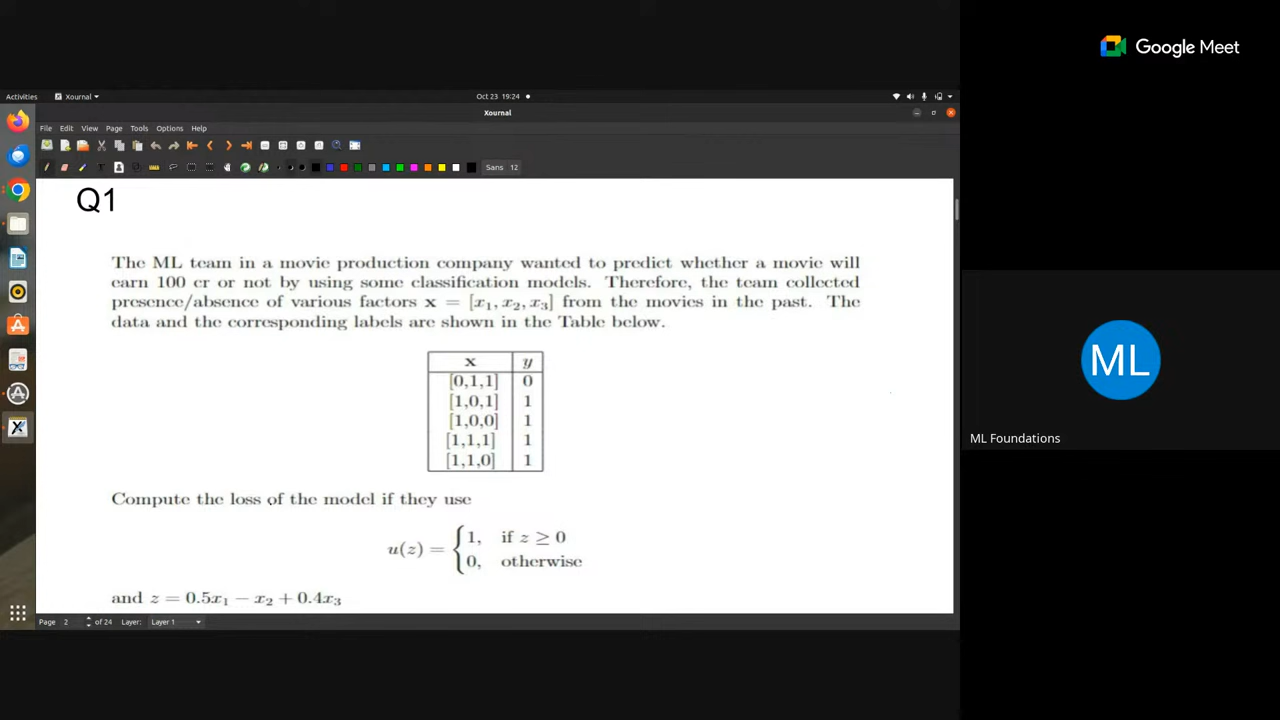 Google Meet
Activities
Xournal
Oct 23 19:24
Xournal
File Edit View Page Tools Options Help
Sans 12
Q1
The ML team in a movie production company wanted to predict whether a movie will
earn 100 cr or not by using some classification models. Therefore, the team collected
presence/absence of various factors x = [x₁, x₂, x₃] from the movies in the past. The
data and the corresponding labels are shown in the Table below.
x y
[0,1,1] 0
[1,0,1] 1
[1,0,0] 1
[1,1,1] 1
[1,1,0] 1
Compute the loss of the model if they use
u(z) = { 1, if z ≥ 0
0, otherwise
and z = 0.5x₁ − x₂ + 0.4x₃
ML
ML Foundations
Page 2 of 24 Layer: Layer 1